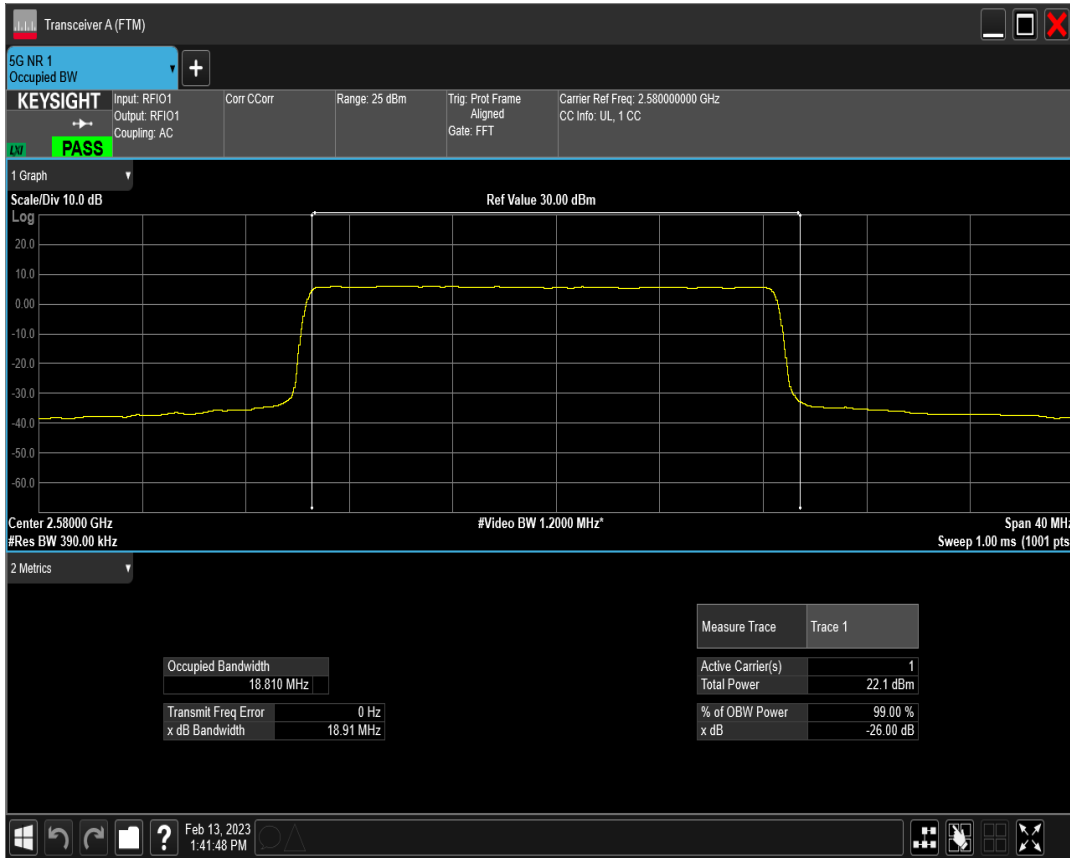 Transceiver A (FTM)
5G NR 1
Occupied BW
+
KEYSIGHT
LXI
PASS
Input: RFIO1
Output: RFIO1
Coupling: AC
Corr CCorr
Range: 25 dBm
Trig: Prot Frame
Aligned
Gate: FFT
Carrier Ref Freq: 2.580000000 GHz
CC Info: UL, 1 CC
1 Graph
Scale/Div 10.0 dB
Ref Value 30.00 dBm
Log
20.0
10.0
0.00
-10.0
-20.0
-30.0
-40.0
-50.0
-60.0
Center 2.58000 GHz
#Video BW 1.2000 MHz*
Span 40 MHz
#Res BW 390.00 kHz
Sweep 1.00 ms (1001 pts
2 Metrics
Measure Trace Trace 1
Occupied Bandwidth
18.810 MHz
Active Carrier(s) 1
Total Power 22.1 dBm
Transmit Freq Error 0 Hz
x dB Bandwidth 18.91 MHz
% of OBW Power 99.00 %
x dB -26.00 dB
?
Feb 13, 2023
1:41:48 PM